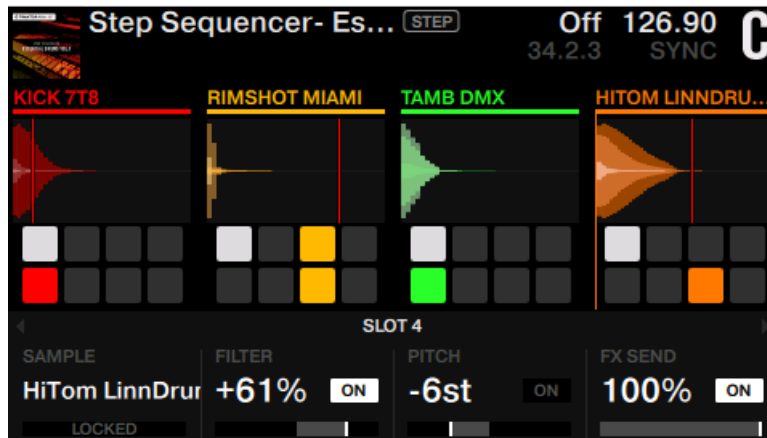 Step Sequencer- Es... STEP Off 126.90 C
34.2.3 SYNC
KICK 7T8 RIMSHOT MIAMI TAMB DMX HITOM LINNDRU...
SLOT 4
SAMPLE FILTER PITCH FX SEND
HiTom LinnDrur +61% ON -6st ON 100% ON
LOCKED